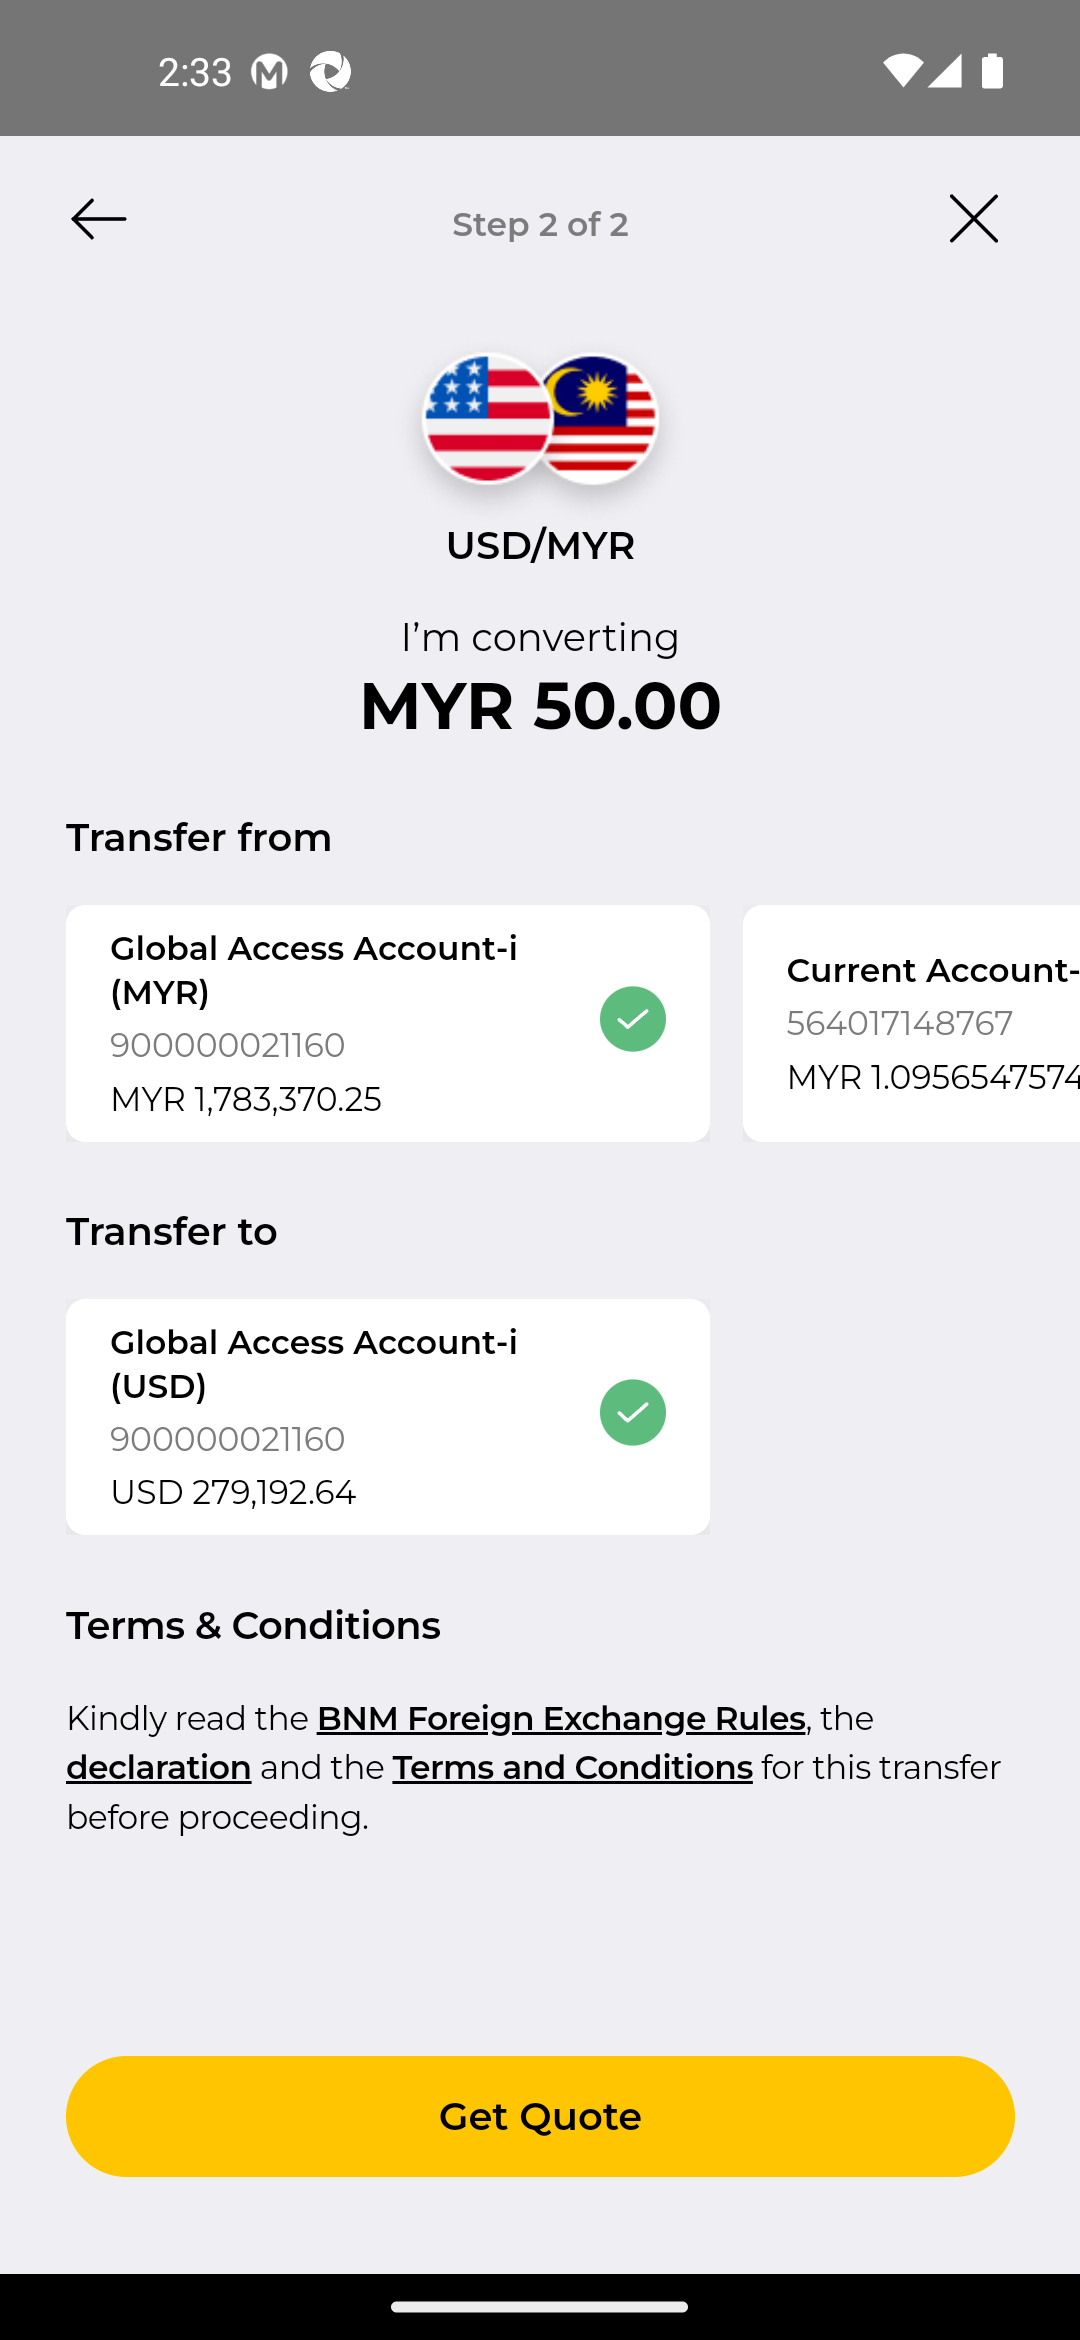 2:33
Step 2 of 2
USD/MYR
I’m converting
MYR 50.00
Transfer from
Global Access Account-i
(MYR)
900000021160
MYR 1,783,370.25
Current Account-
564017148767
MYR 1.0956547574
Transfer to
Global Access Account-i
(USD)
900000021160
USD 279,192.64
Terms & Conditions
Kindly read the BNM Foreign Exchange Rules, the
declaration and the Terms and Conditions for this transfer
before proceeding.
Get Quote